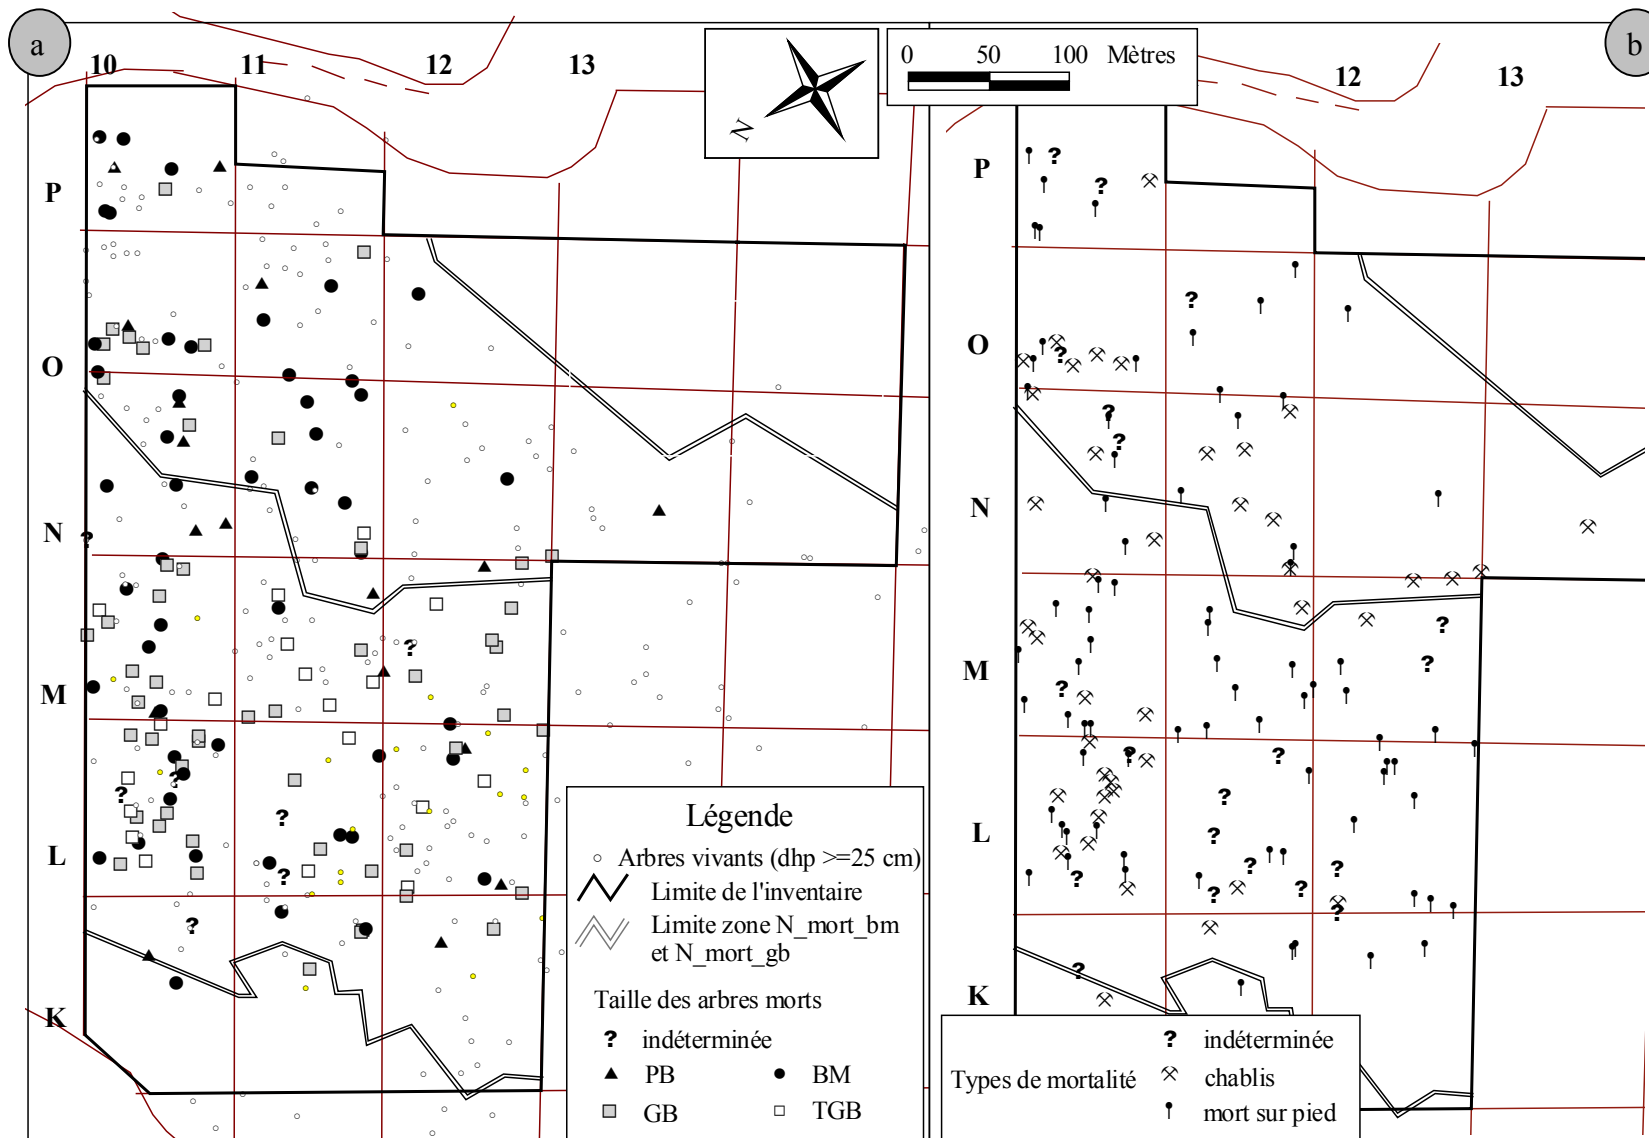 a
10
11
12
13
N
0 50 100 Mètres
12
13
b
P
O
N
M
L
K
P
O
N
M
L
K
Légende
Arbres vivants (dhp >=25 cm)
Limite de l'inventaire
Limite zone N_mort_bm
et N_mort_gb
Taille des arbres morts
? indéterminée
PB
BM
GB
TGB
Types de mortalité
? indéterminée
chablis
mort sur pied